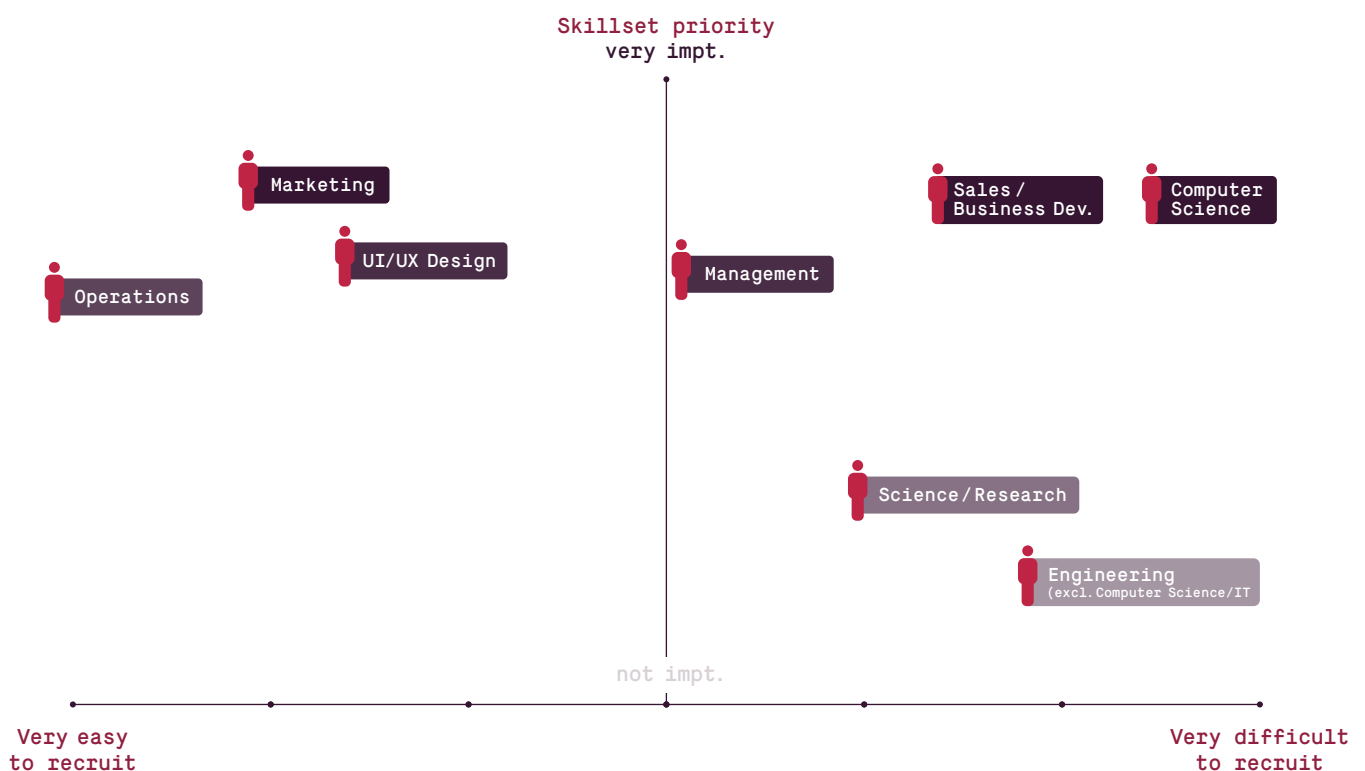 Skillset priority
very impt.
Marketing
Sales / 
Business Dev.
Computer
Science
UI/UX Design
Management
Operations
Science/Research
Engineering
(excl. Computer Science/IT
not impt.
Very easy
to recruit
Very difficult
to recruit